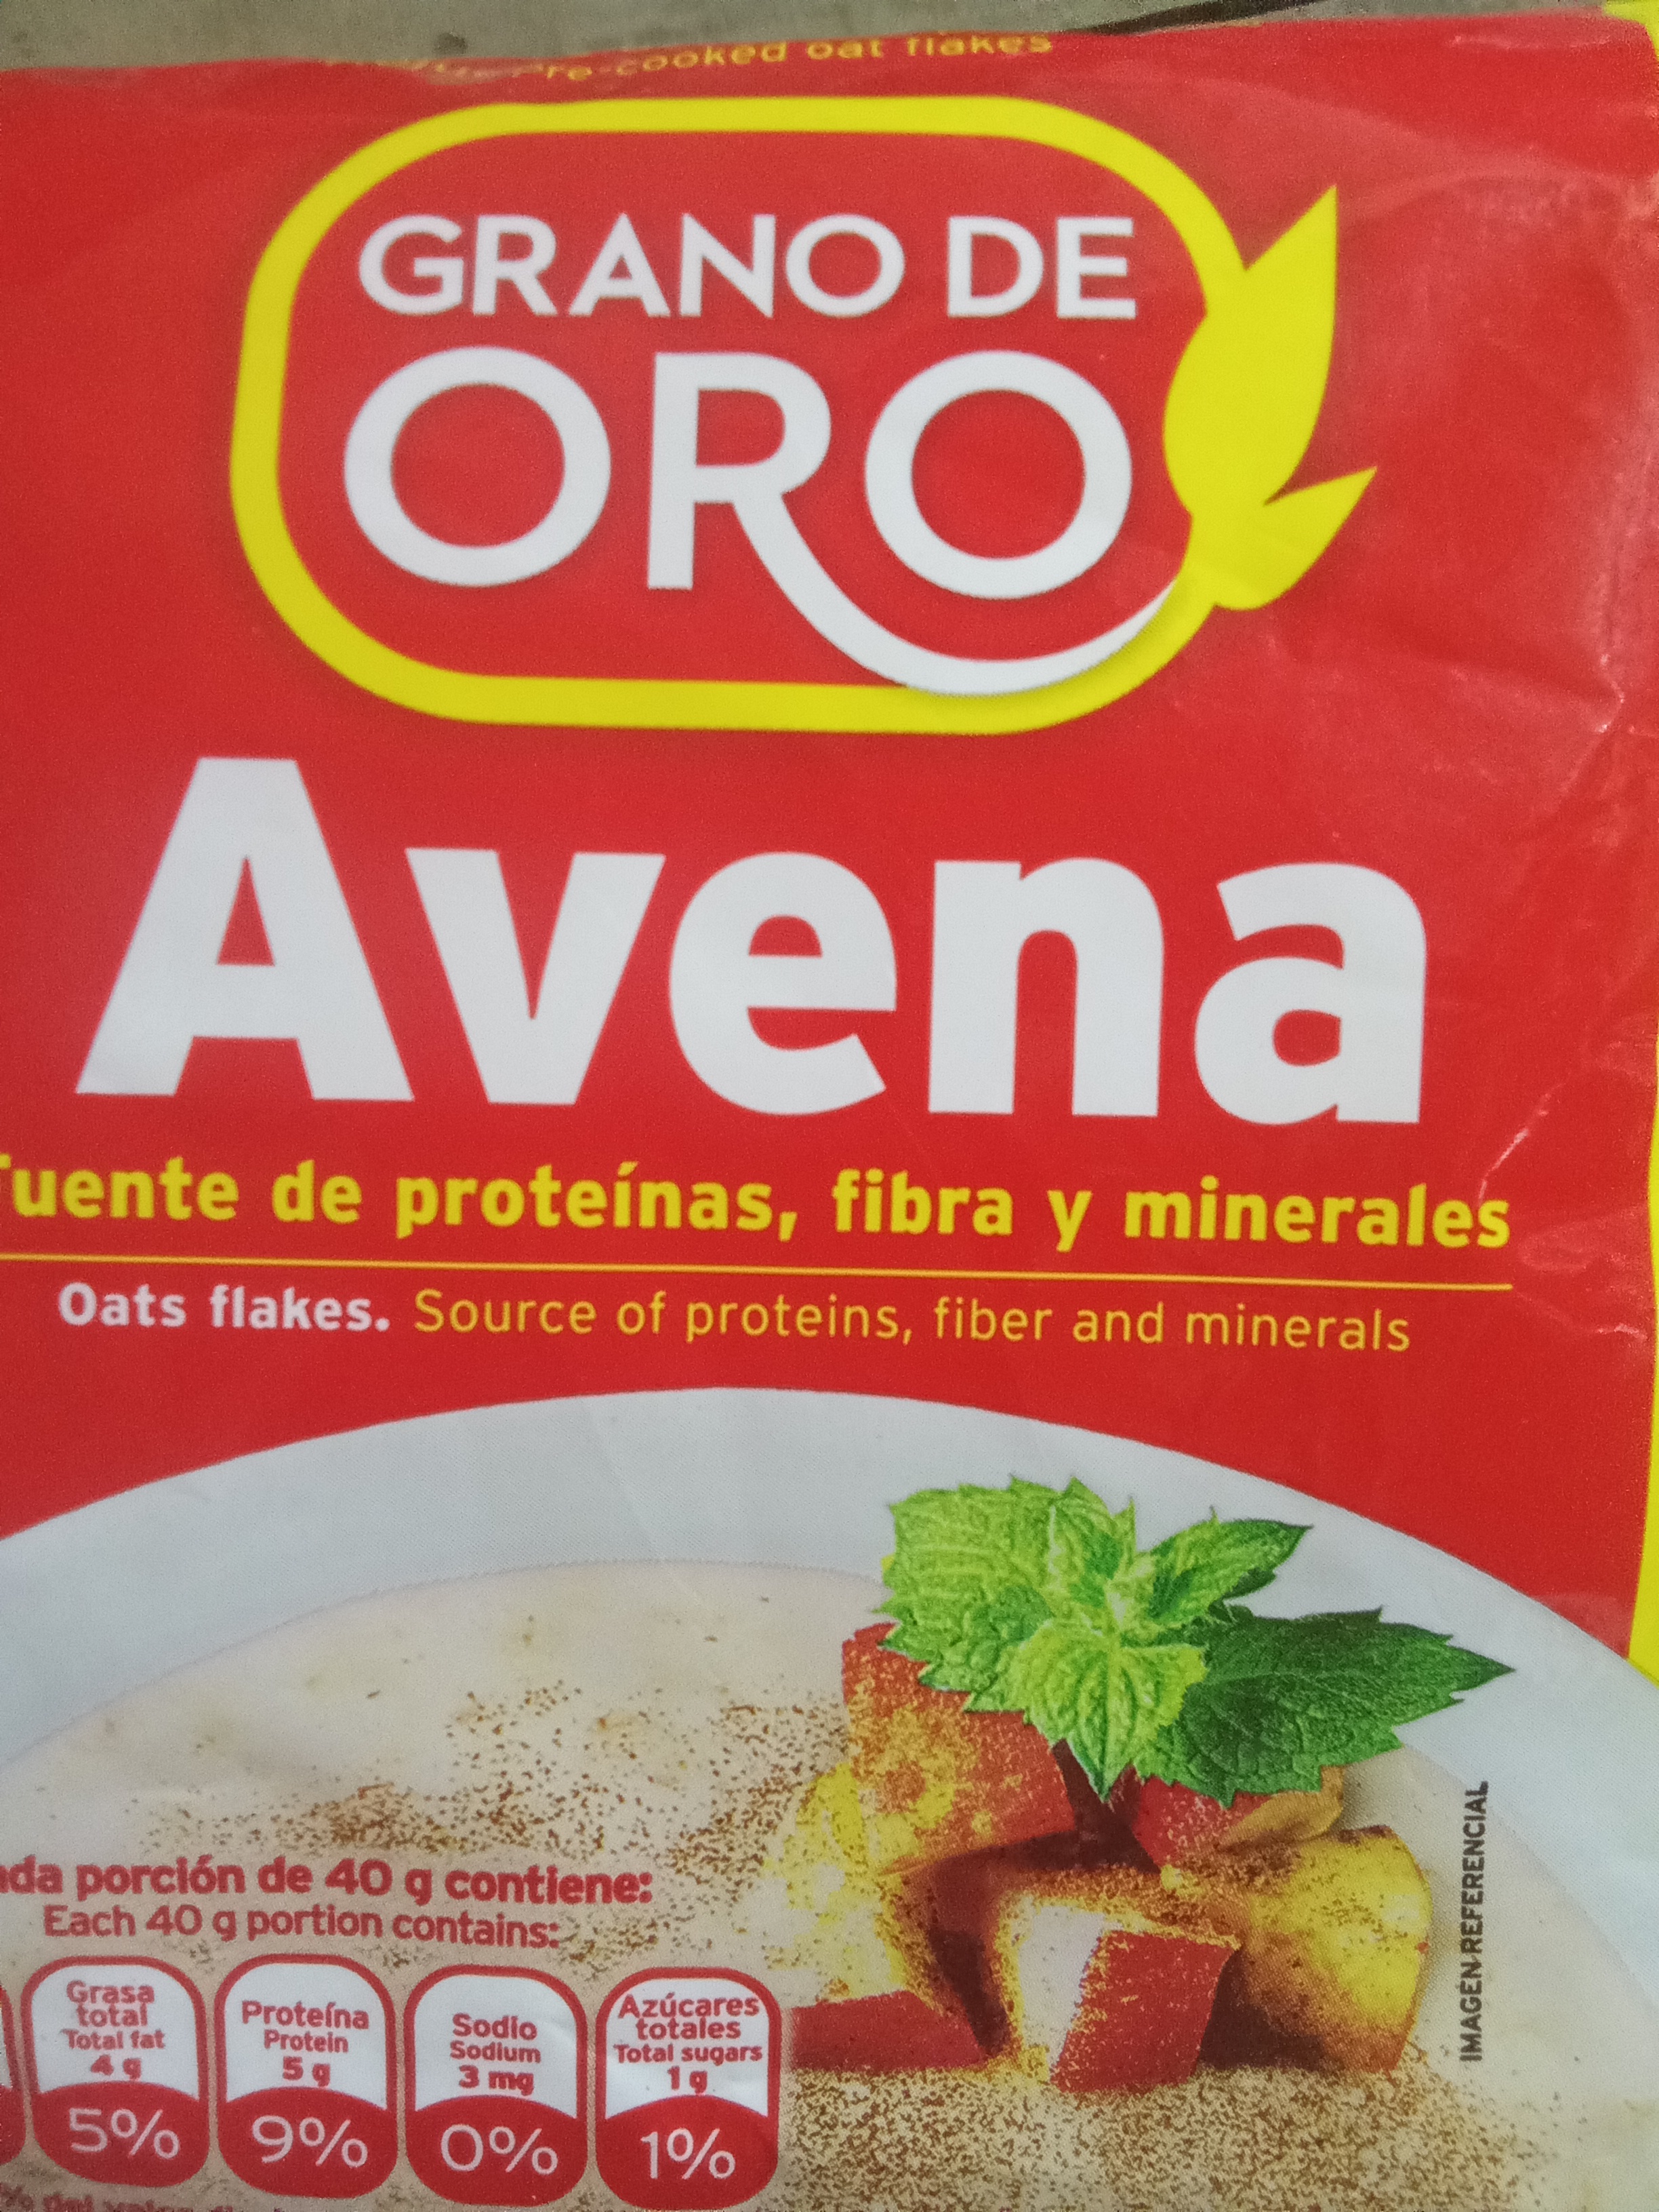 Pre-cooked oat flakes
GRANO DE
ORO
Avena
fuente de proteínas, fibra y minerales
Oats flakes. Source of proteins, fiber and minerals
porción de 40 g contiene:
Each 40 g portion contains:
Grasa
total
Total fat
4 g
5%
Proteína
Protein
5 g
9%
Sodio
Sodium
3 mg
0%
Azúcares
totales
Total sugars
1 g
1%
IMAGEN REFERENCIAL